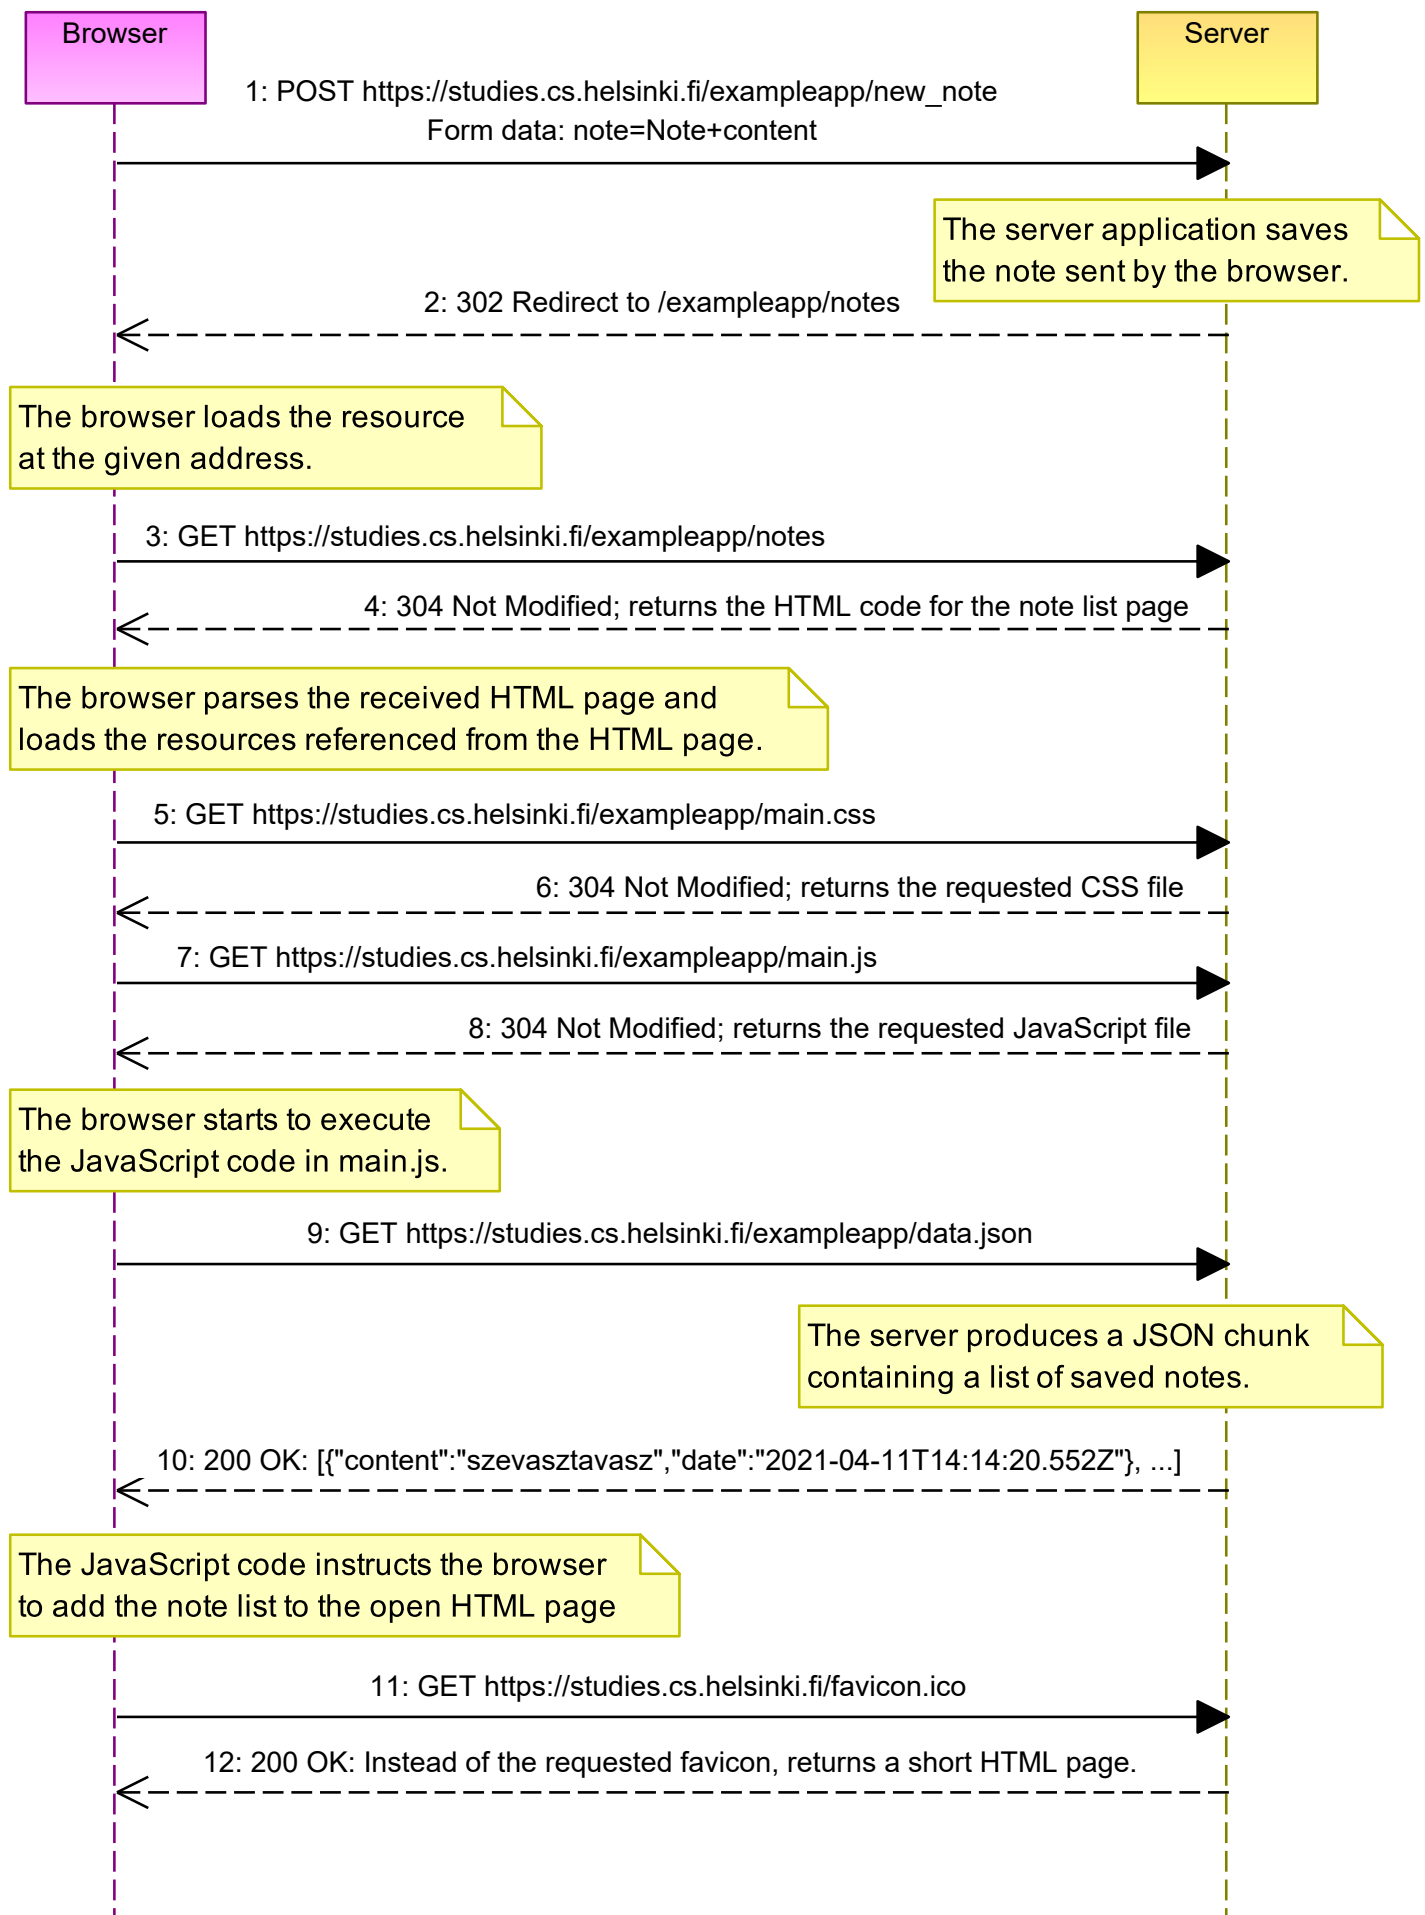 Browser
Server
1: POST https://studies.cs.helsinki.fi/exampleapp/new_note
Form data: note=Note+content
The server application saves
the note sent by the browser.
2: 302 Redirect to /exampleapp/notes
The browser loads the resource
at the given address.
3: GET https://studies.cs.helsinki.fi/exampleapp/notes
4: 304 Not Modified; returns the HTML code for the note list page
The browser parses the received HTML page and
loads the resources referenced from the HTML page.
5: GET https://studies.cs.helsinki.fi/exampleapp/main.css
6: 304 Not Modified; returns the requested CSS file
7: GET https://studies.cs.helsinki.fi/exampleapp/main.js
8: 304 Not Modified; returns the requested JavaScript file
The browser starts to execute
the JavaScript code in main.js.
9: GET https://studies.cs.helsinki.fi/exampleapp/data.json
The server produces a JSON chunk
containing a list of saved notes.
10: 200 OK: [{"content":"szevasztavasz","date":"2021-04-11T14:14:20.552Z"}, ...]
The JavaScript code instructs the browser
to add the note list to the open HTML page
11: GET https://studies.cs.helsinki.fi/favicon.ico
12: 200 OK: Instead of the requested favicon, returns a short HTML page.